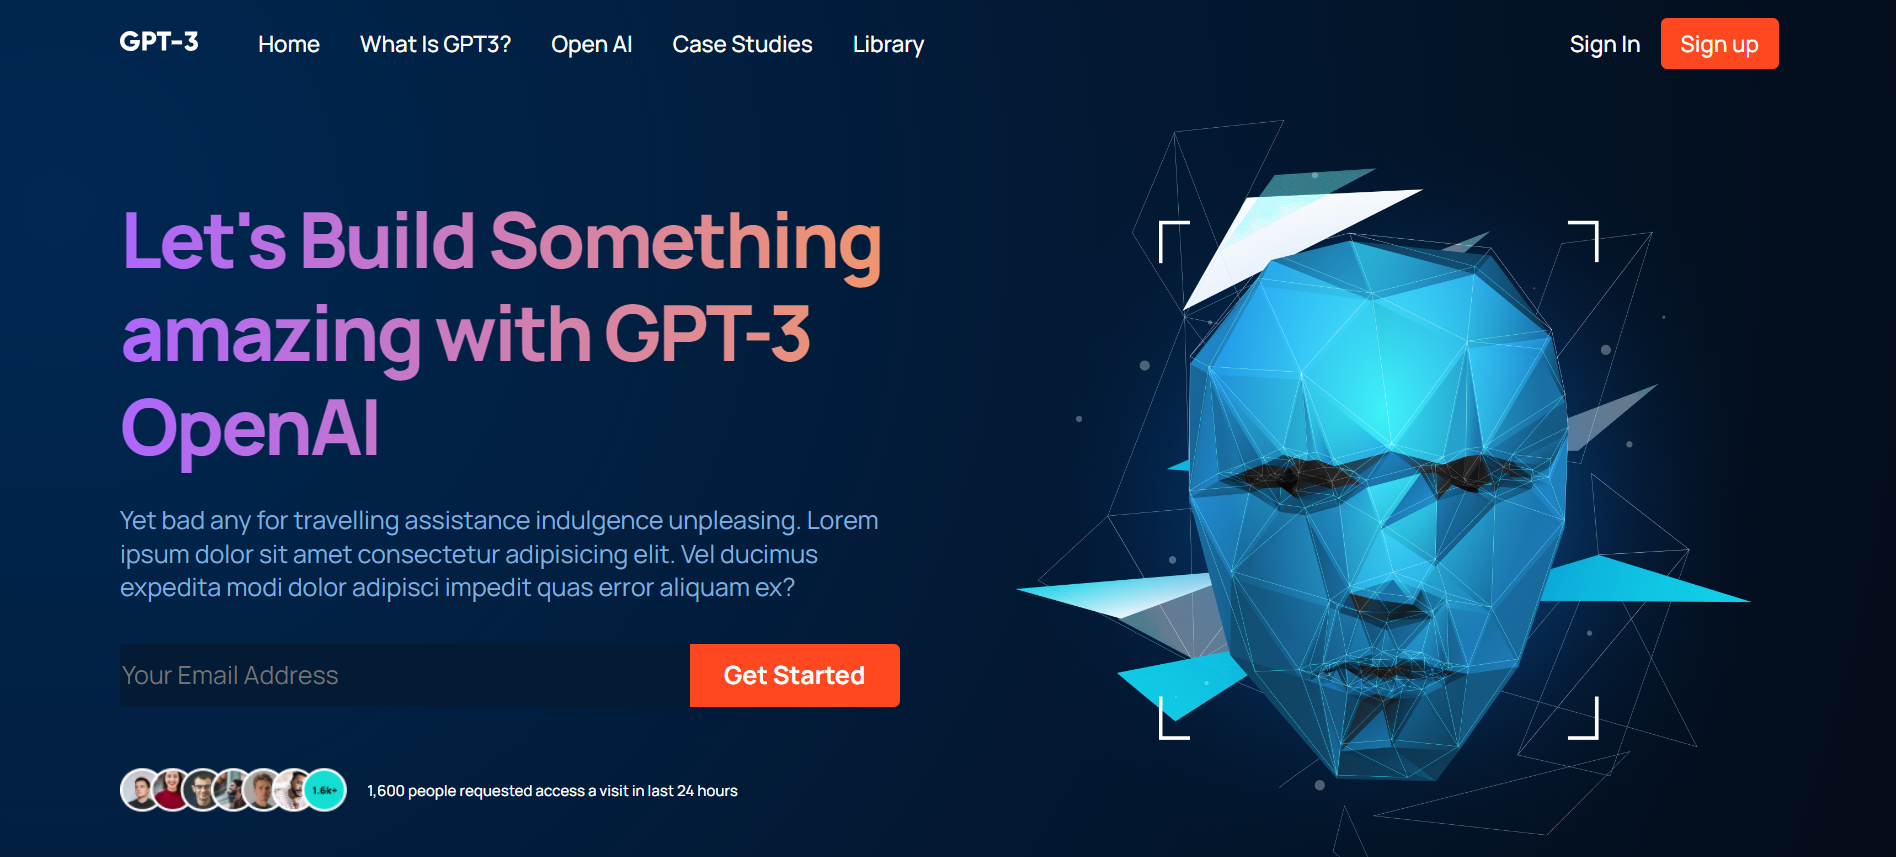 GPT-3
Home What Is GPT3? Open AI Case Studies Library
Sign In Sign up
Let's Build Something
amazing with GPT-3
OpenAI
Yet bad any for travelling assistance indulgence unpleasing. Lorem
ipsum dolor sit amet consectetur adipisicing elit. Vel ducimus
expedita modi dolor adipisci impedit quas error aliquam ex?
Your Email Address Get Started
1.6k+ 1,600 people requested access a visit in last 24 hours